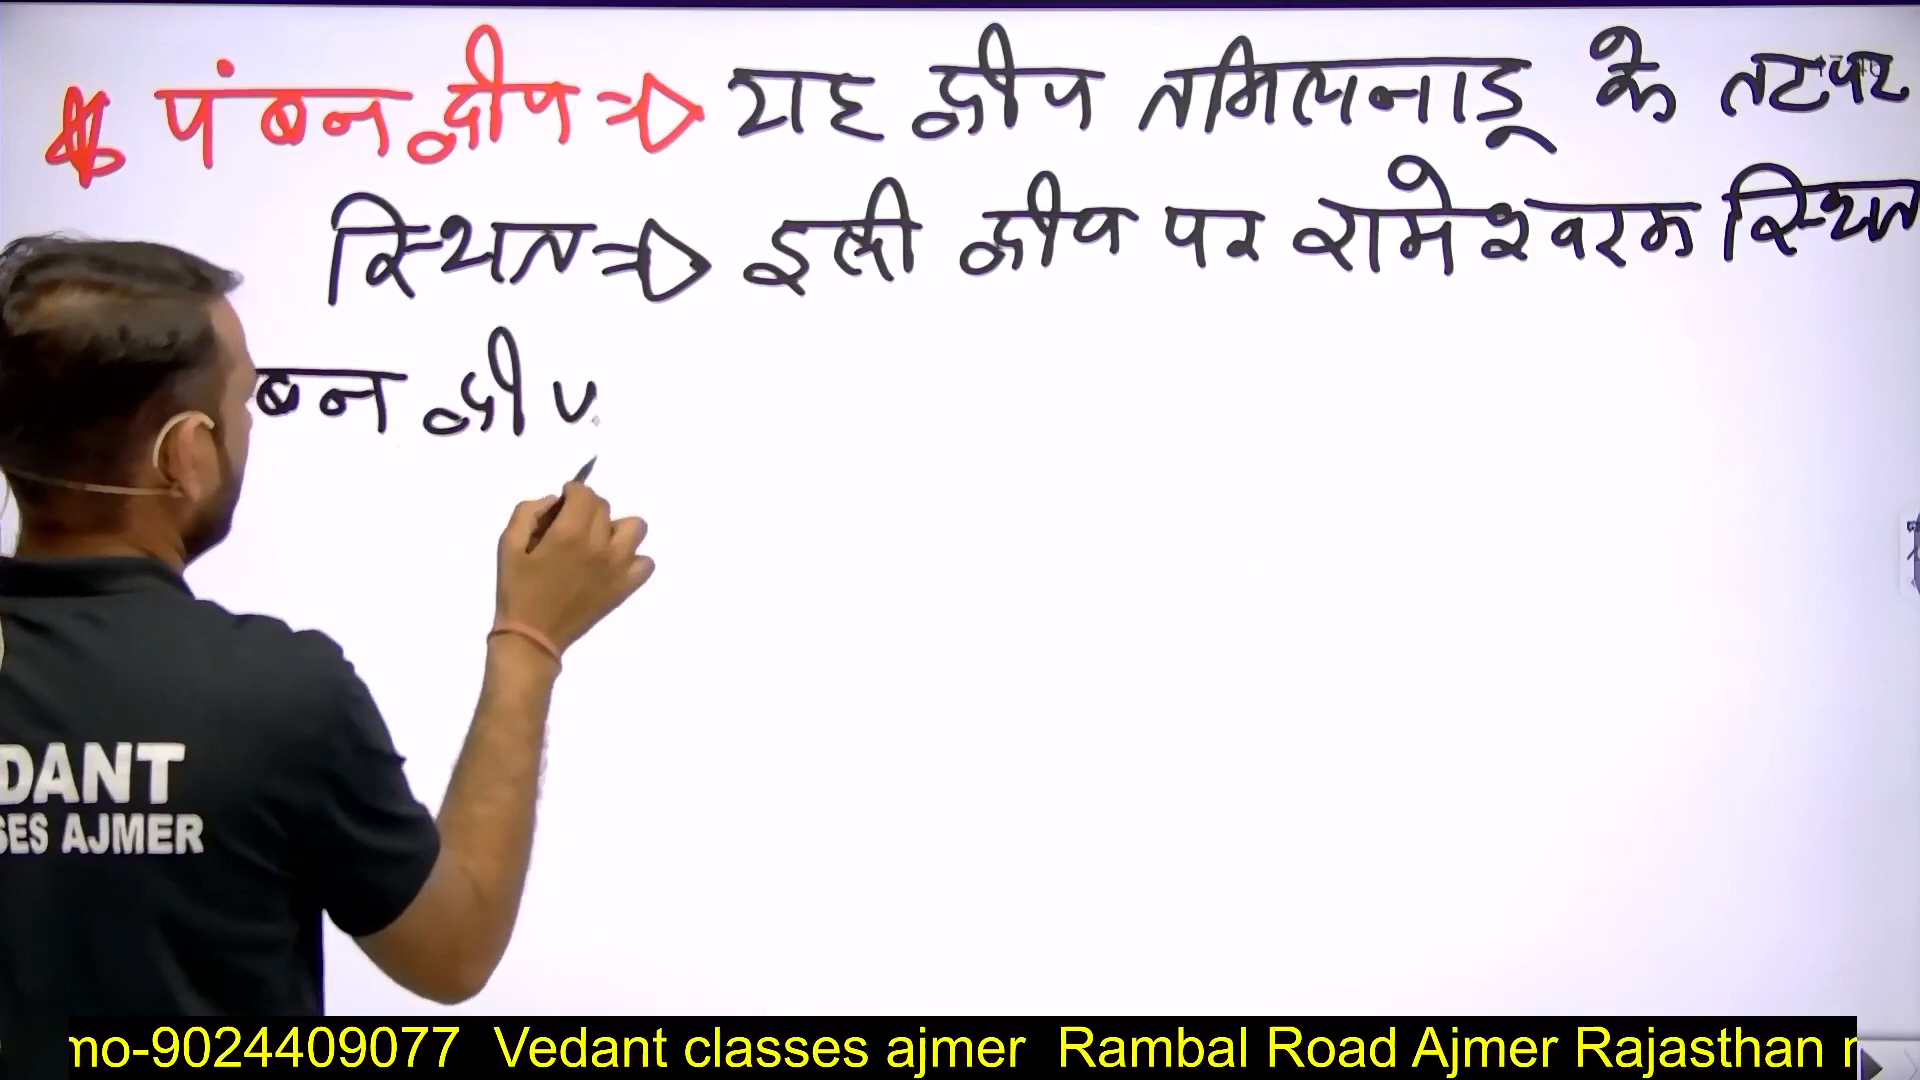 * पंबन द्वीप ⇒ यह द्वीप तमिलनाडू के तट पर
स्थित ⇒ इसी द्वीप पर रामेश्वरम स्थित
बन द्वीप
DANT
SES AJMER
mo-9024409077 Vedant classes ajmer Rambal Road Ajmer Rajasthan